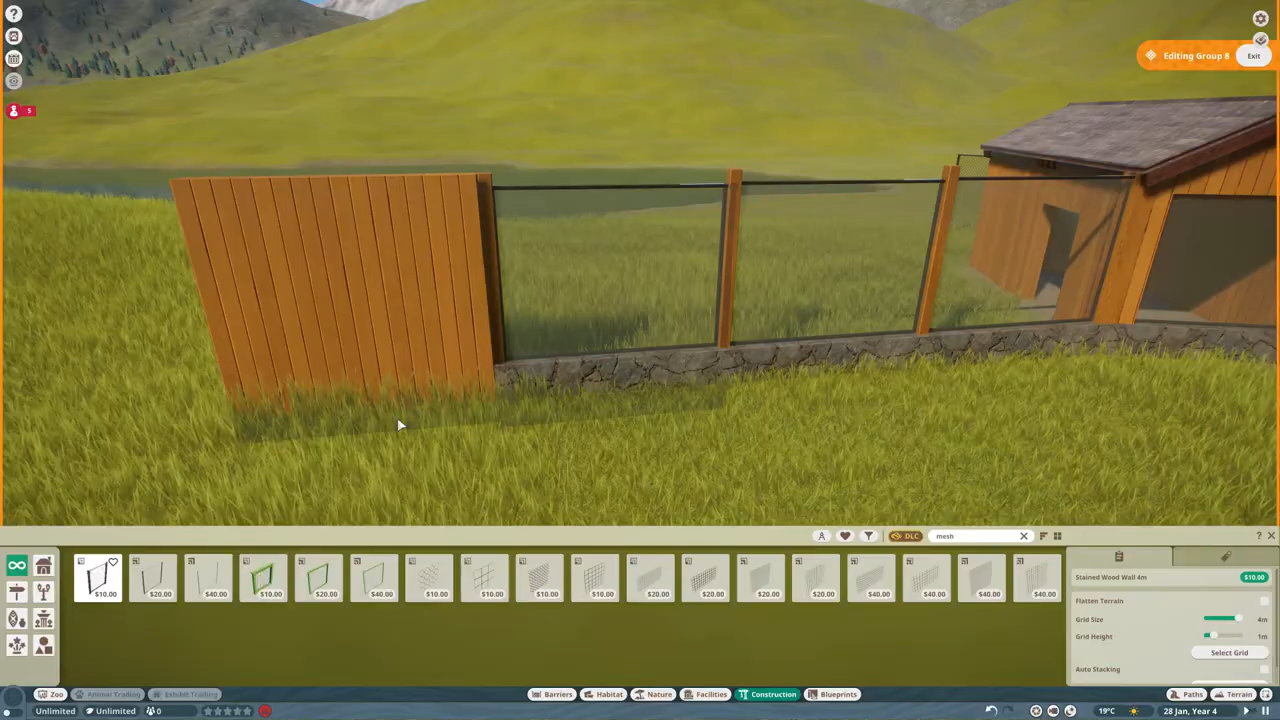 ?
Editing Group 8
Exit
5
DLC
mesh
?
$10.00
$20.00
$40.00
$10.00
$20.00
$40.00
$10.00
$10.00
$10.00
$10.00
$20.00
$20.00
$20.00
$20.00
$40.00
$40.00
$40.00
$40.00
Stained Wood Wall 4m
$10.00
Flatten Terrain
Grid Size
4m
Grid Height
1m
Select Grid
Auto Stacking
Zoo
Animal Trading
Exhibit Trading
Barriers
Habitat
Nature
Facilities
Construction
Blueprints
Paths
Terrain
Unlimited
Unlimited
0
19°C
28 Jan, Year 4